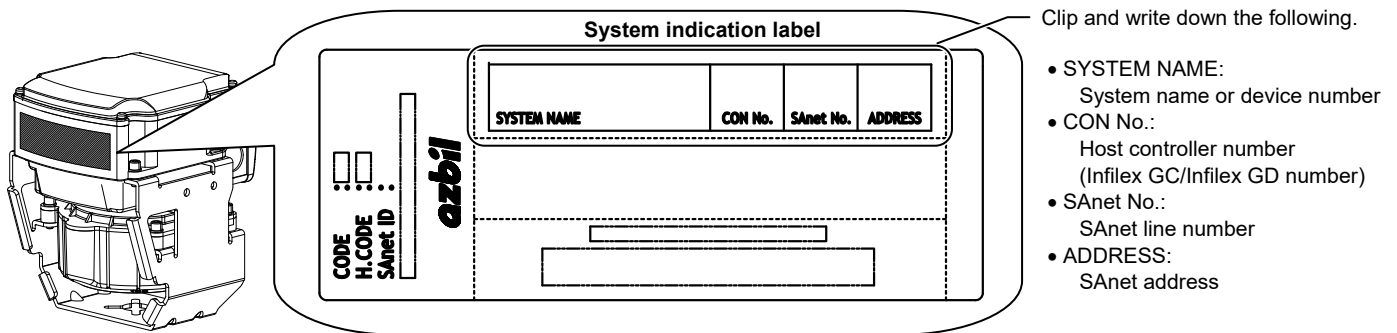 System indication label
SYSTEM NAME
CON No.
SAnet No.
ADDRESS
CODE :
H.CODE :
SAnet ID :
azbil
Clip and write down the following.
• SYSTEM NAME:
System name or device number
• CON No.:
Host controller number
(Infilex GC/Infilex GD number)
• SAnet No.:
SAnet line number
• ADDRESS:
SAnet address